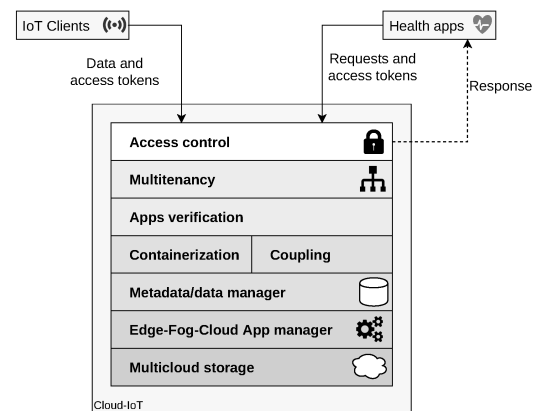 IoT Clients
Health apps
Data and
access tokens
Requests and
access tokens
Response
Access control
Multitenancy
Apps verification
Containerization
Coupling
Metadata/data manager
Edge-Fog-Cloud App manager
Multicloud storage
Cloud-IoT